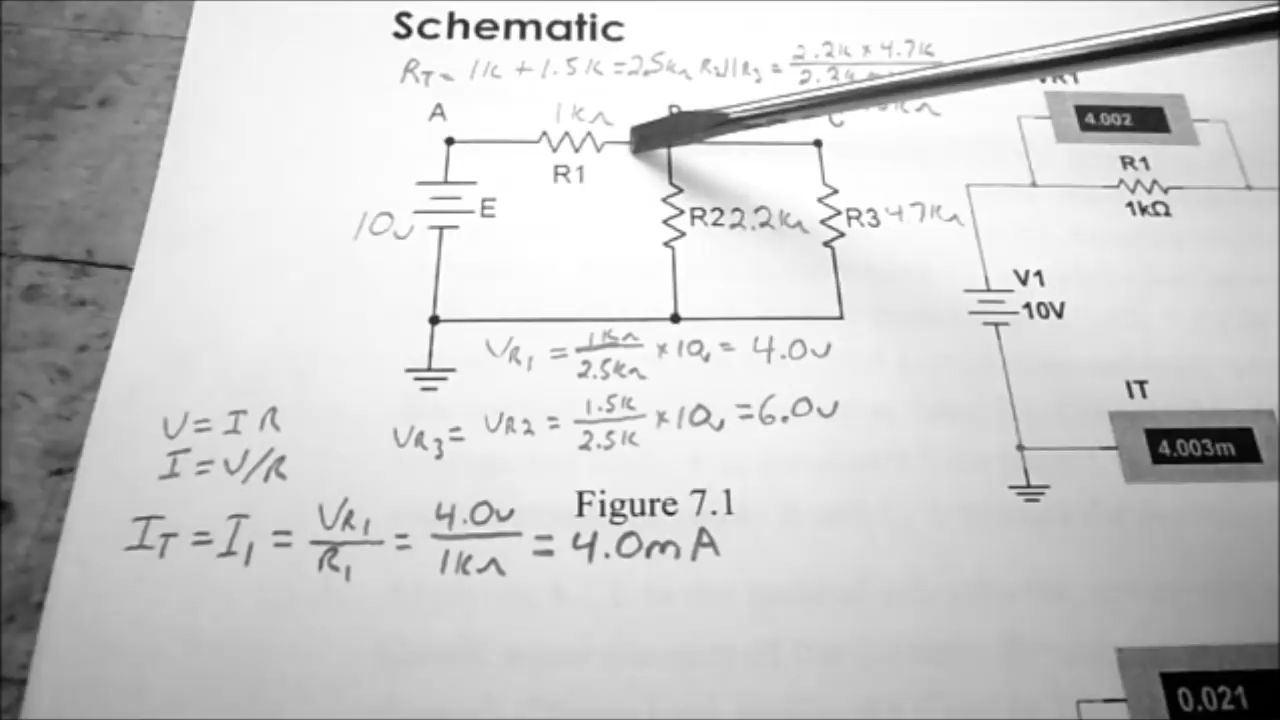 Schematic
RT = 1K + 1.5K = 2.5KΩ R2//R3 = 2.2K × 4.7K
2.2K
A
1KΩ
R1
10V
E
R2 2.2KΩ
R3 4.7KΩ
VR1 = 1KΩ / 2.5KΩ × 10V = 4.0V
VR3 = VR2 = 1.5K / 2.5K × 10V = 6.0V
V = I R
I = V/R
Figure 7.1
IT = I1 = VR1 / R1 = 4.0V / 1KΩ = 4.0mA
4.002
R1
1kΩ
V1
10V
IT
4.003m
0.021